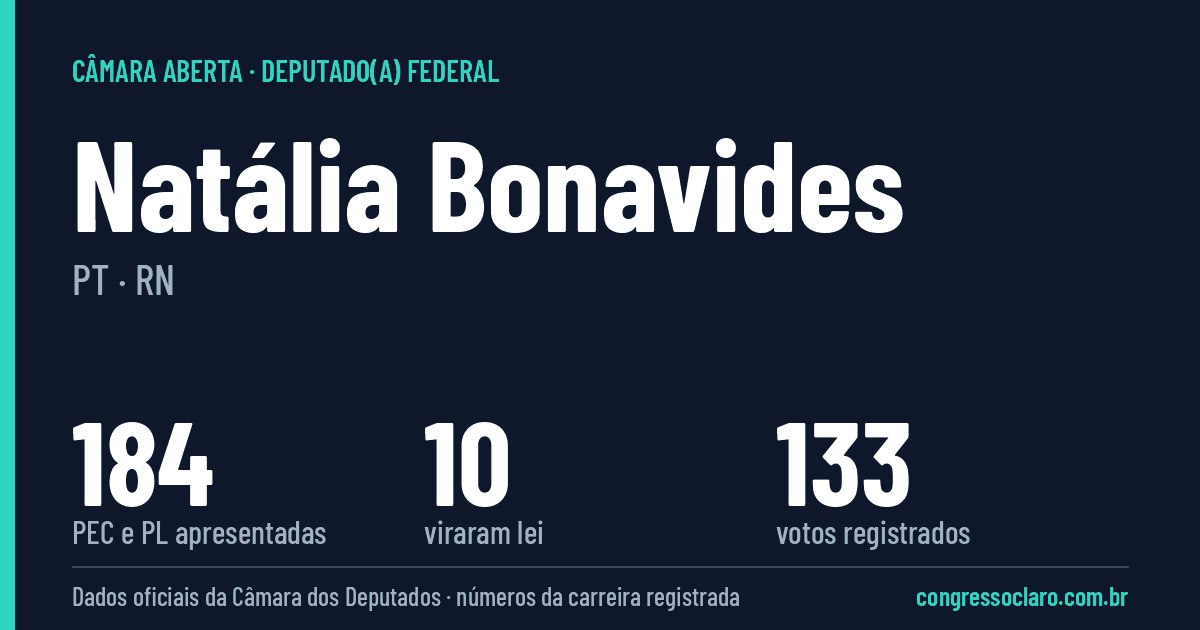 CÂMARA ABERTA · DEPUTADO(A) FEDERAL
Natália Bonavides
PT · RN
184 10 133
PEC e PL apresentadas viraram lei votos registrados
Dados oficiais da Câmara dos Deputados · números da carreira registrada congressoclaro.com.br